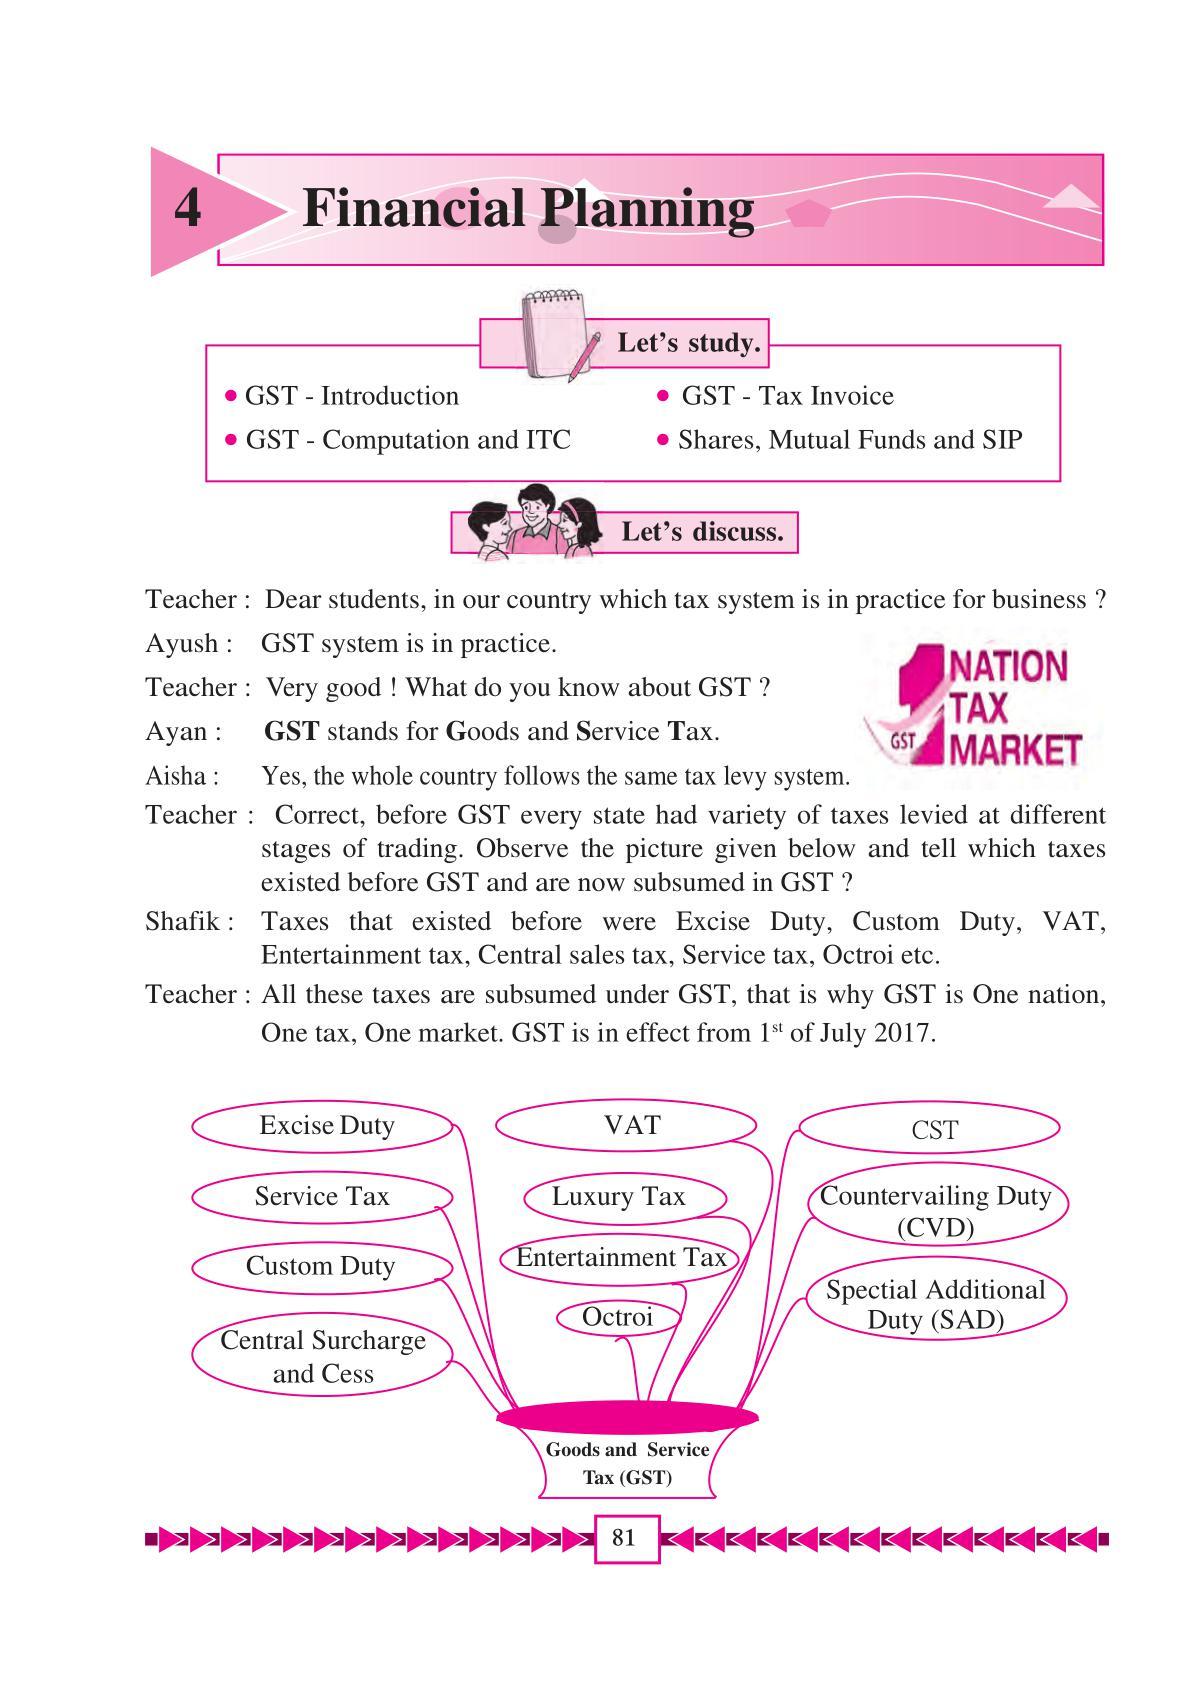 4 Financial Planning
Let’s study.
• GST - Introduction
• GST - Tax Invoice
• GST - Computation and ITC
• Shares, Mutual Funds and SIP
Let’s discuss.
Teacher : Dear students, in our country which tax system is in practice for business ?
Ayush : GST system is in practice.
Teacher : Very good ! What do you know about GST ?
Ayan : GST stands for Goods and Service Tax.
Aisha : Yes, the whole country follows the same tax levy system.
1 NATION
TAX
GST MARKET
Teacher : Correct, before GST every state had variety of taxes levied at different
stages of trading. Observe the picture given below and tell which taxes
existed before GST and are now subsumed in GST ?
Shafik : Taxes that existed before were Excise Duty, Custom Duty, VAT,
Entertainment tax, Central sales tax, Service tax, Octroi etc.
Teacher : All these taxes are subsumed under GST, that is why GST is One nation,
One tax, One market. GST is in effect from 1st of July 2017.
Excise Duty
Service Tax
Custom Duty
Central Surcharge
and Cess
VAT
Luxury Tax
Entertainment Tax
Octroi
CST
Countervailing Duty
(CVD)
Spectial Additional
Duty (SAD)
Goods and Service
Tax (GST)
81